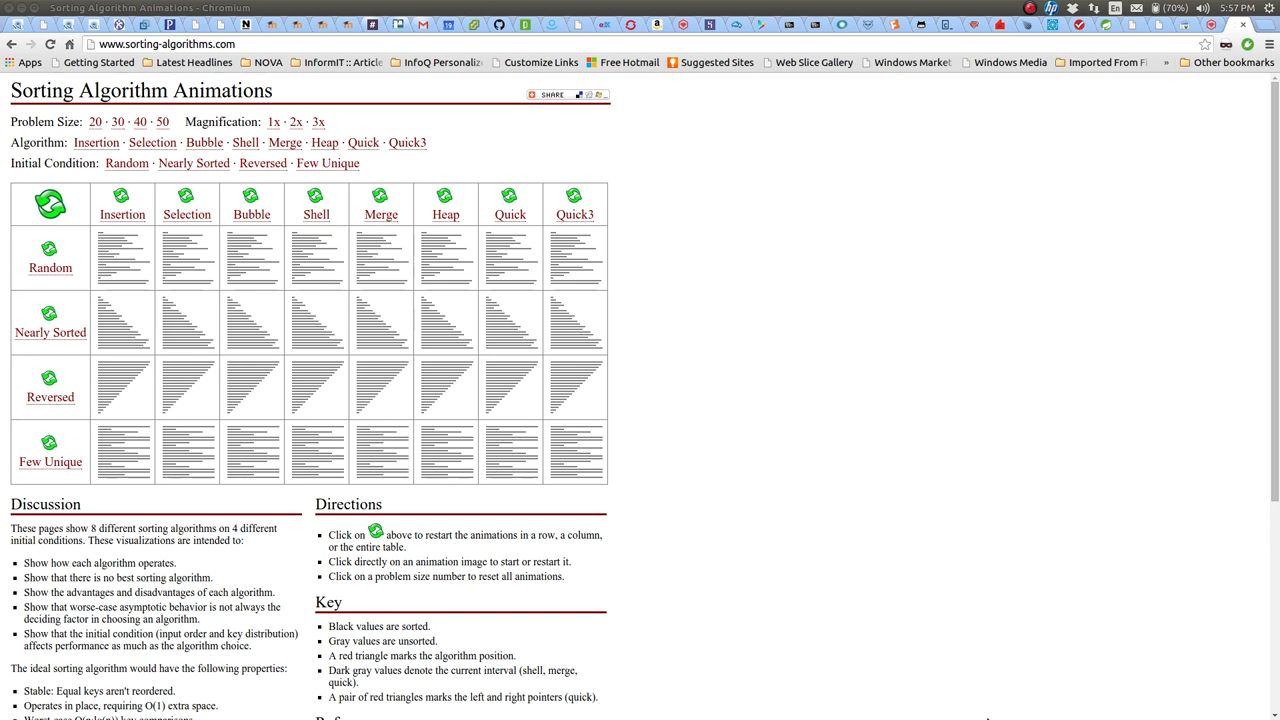 Sorting Algorithm Animations - Chromium
En
(70%)
5:57 PM
www.sorting-algorithms.com
Apps
Getting Started
Latest Headlines
NOVA
InformIT :: Article
InfoQ Personaliz
Customize Links
Free Hotmail
Suggested Sites
Web Slice Gallery
Windows Market
Windows Media
Imported From Fi
»
Other bookmarks
Sorting Algorithm Animations
SHARE
Problem Size: 20 · 30 · 40 · 50 Magnification: 1x · 2x · 3x
Algorithm: Insertion · Selection · Bubble · Shell · Merge · Heap · Quick · Quick3
Initial Condition: Random · Nearly Sorted · Reversed · Few Unique
Insertion Selection Bubble Shell Merge Heap Quick Quick3
Random
Nearly Sorted
Reversed
Few Unique
Discussion
These pages show 8 different sorting algorithms on 4 different
initial conditions. These visualizations are intended to:
Show how each algorithm operates.
Show that there is no best sorting algorithm.
Show the advantages and disadvantages of each algorithm.
Show that worse-case asymptotic behavior is not always the
deciding factor in choosing an algorithm.
Show that the initial condition (input order and key distribution)
affects performance as much as the algorithm choice.
The ideal sorting algorithm would have the following properties:
Stable: Equal keys aren't reordered.
Operates in place, requiring O(1) extra space.
Directions
Click on above to restart the animations in a row, a column,
or the entire table.
Click directly on an animation image to start or restart it.
Click on a problem size number to reset all animations.
Key
Black values are sorted.
Gray values are unsorted.
A red triangle marks the algorithm position.
Dark gray values denote the current interval (shell, merge,
quick).
A pair of red triangles marks the left and right pointers (quick).